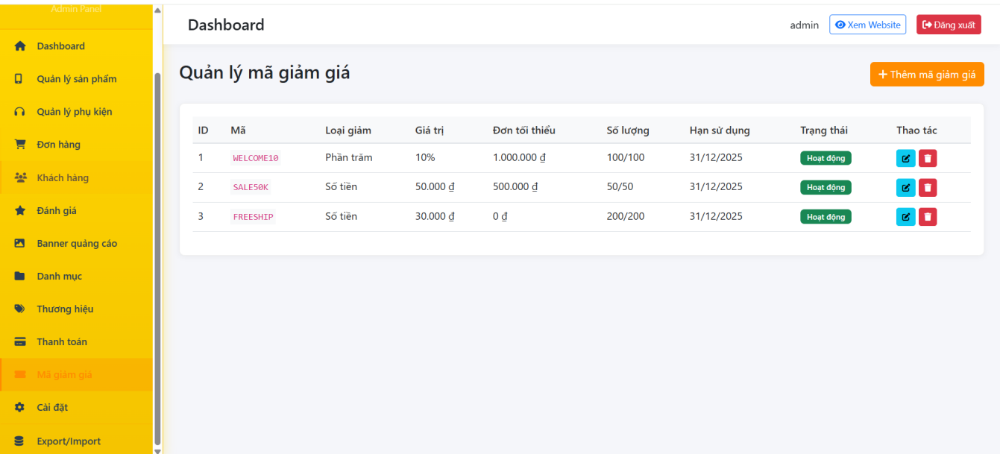 Admin Panel
Dashboard
Quản lý sản phẩm
Quản lý phụ kiện
Đơn hàng
Khách hàng
Đánh giá
Banner quảng cáo
Danh mục
Thương hiệu
Thanh toán
Mã giảm giá
Cài đặt
Export/Import
Dashboard
admin Xem Website Đăng xuất
Quản lý mã giảm giá
+ Thêm mã giảm giá
ID Mã Loại giảm Giá trị Đơn tối thiểu Số lượng Hạn sử dụng Trạng thái Thao tác
1 WELCOME10 Phần trăm 10% 1.000.000 ₫ 100/100 31/12/2025 Hoạt động
2 SALE50K Số tiền 50.000 ₫ 500.000 ₫ 50/50 31/12/2025 Hoạt động
3 FREESHIP Số tiền 30.000 ₫ 0 ₫ 200/200 31/12/2025 Hoạt động